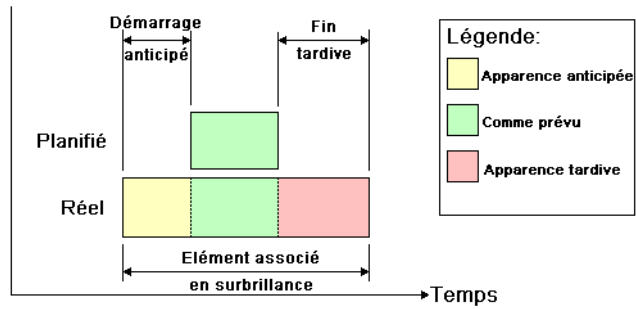 Démarrage
anticipé
Fin
tardive
Légende:
Apparence anticipée
Comme prévu
Apparence tardive
Planifié
Réel
Elément associé
en surbrillance
Temps